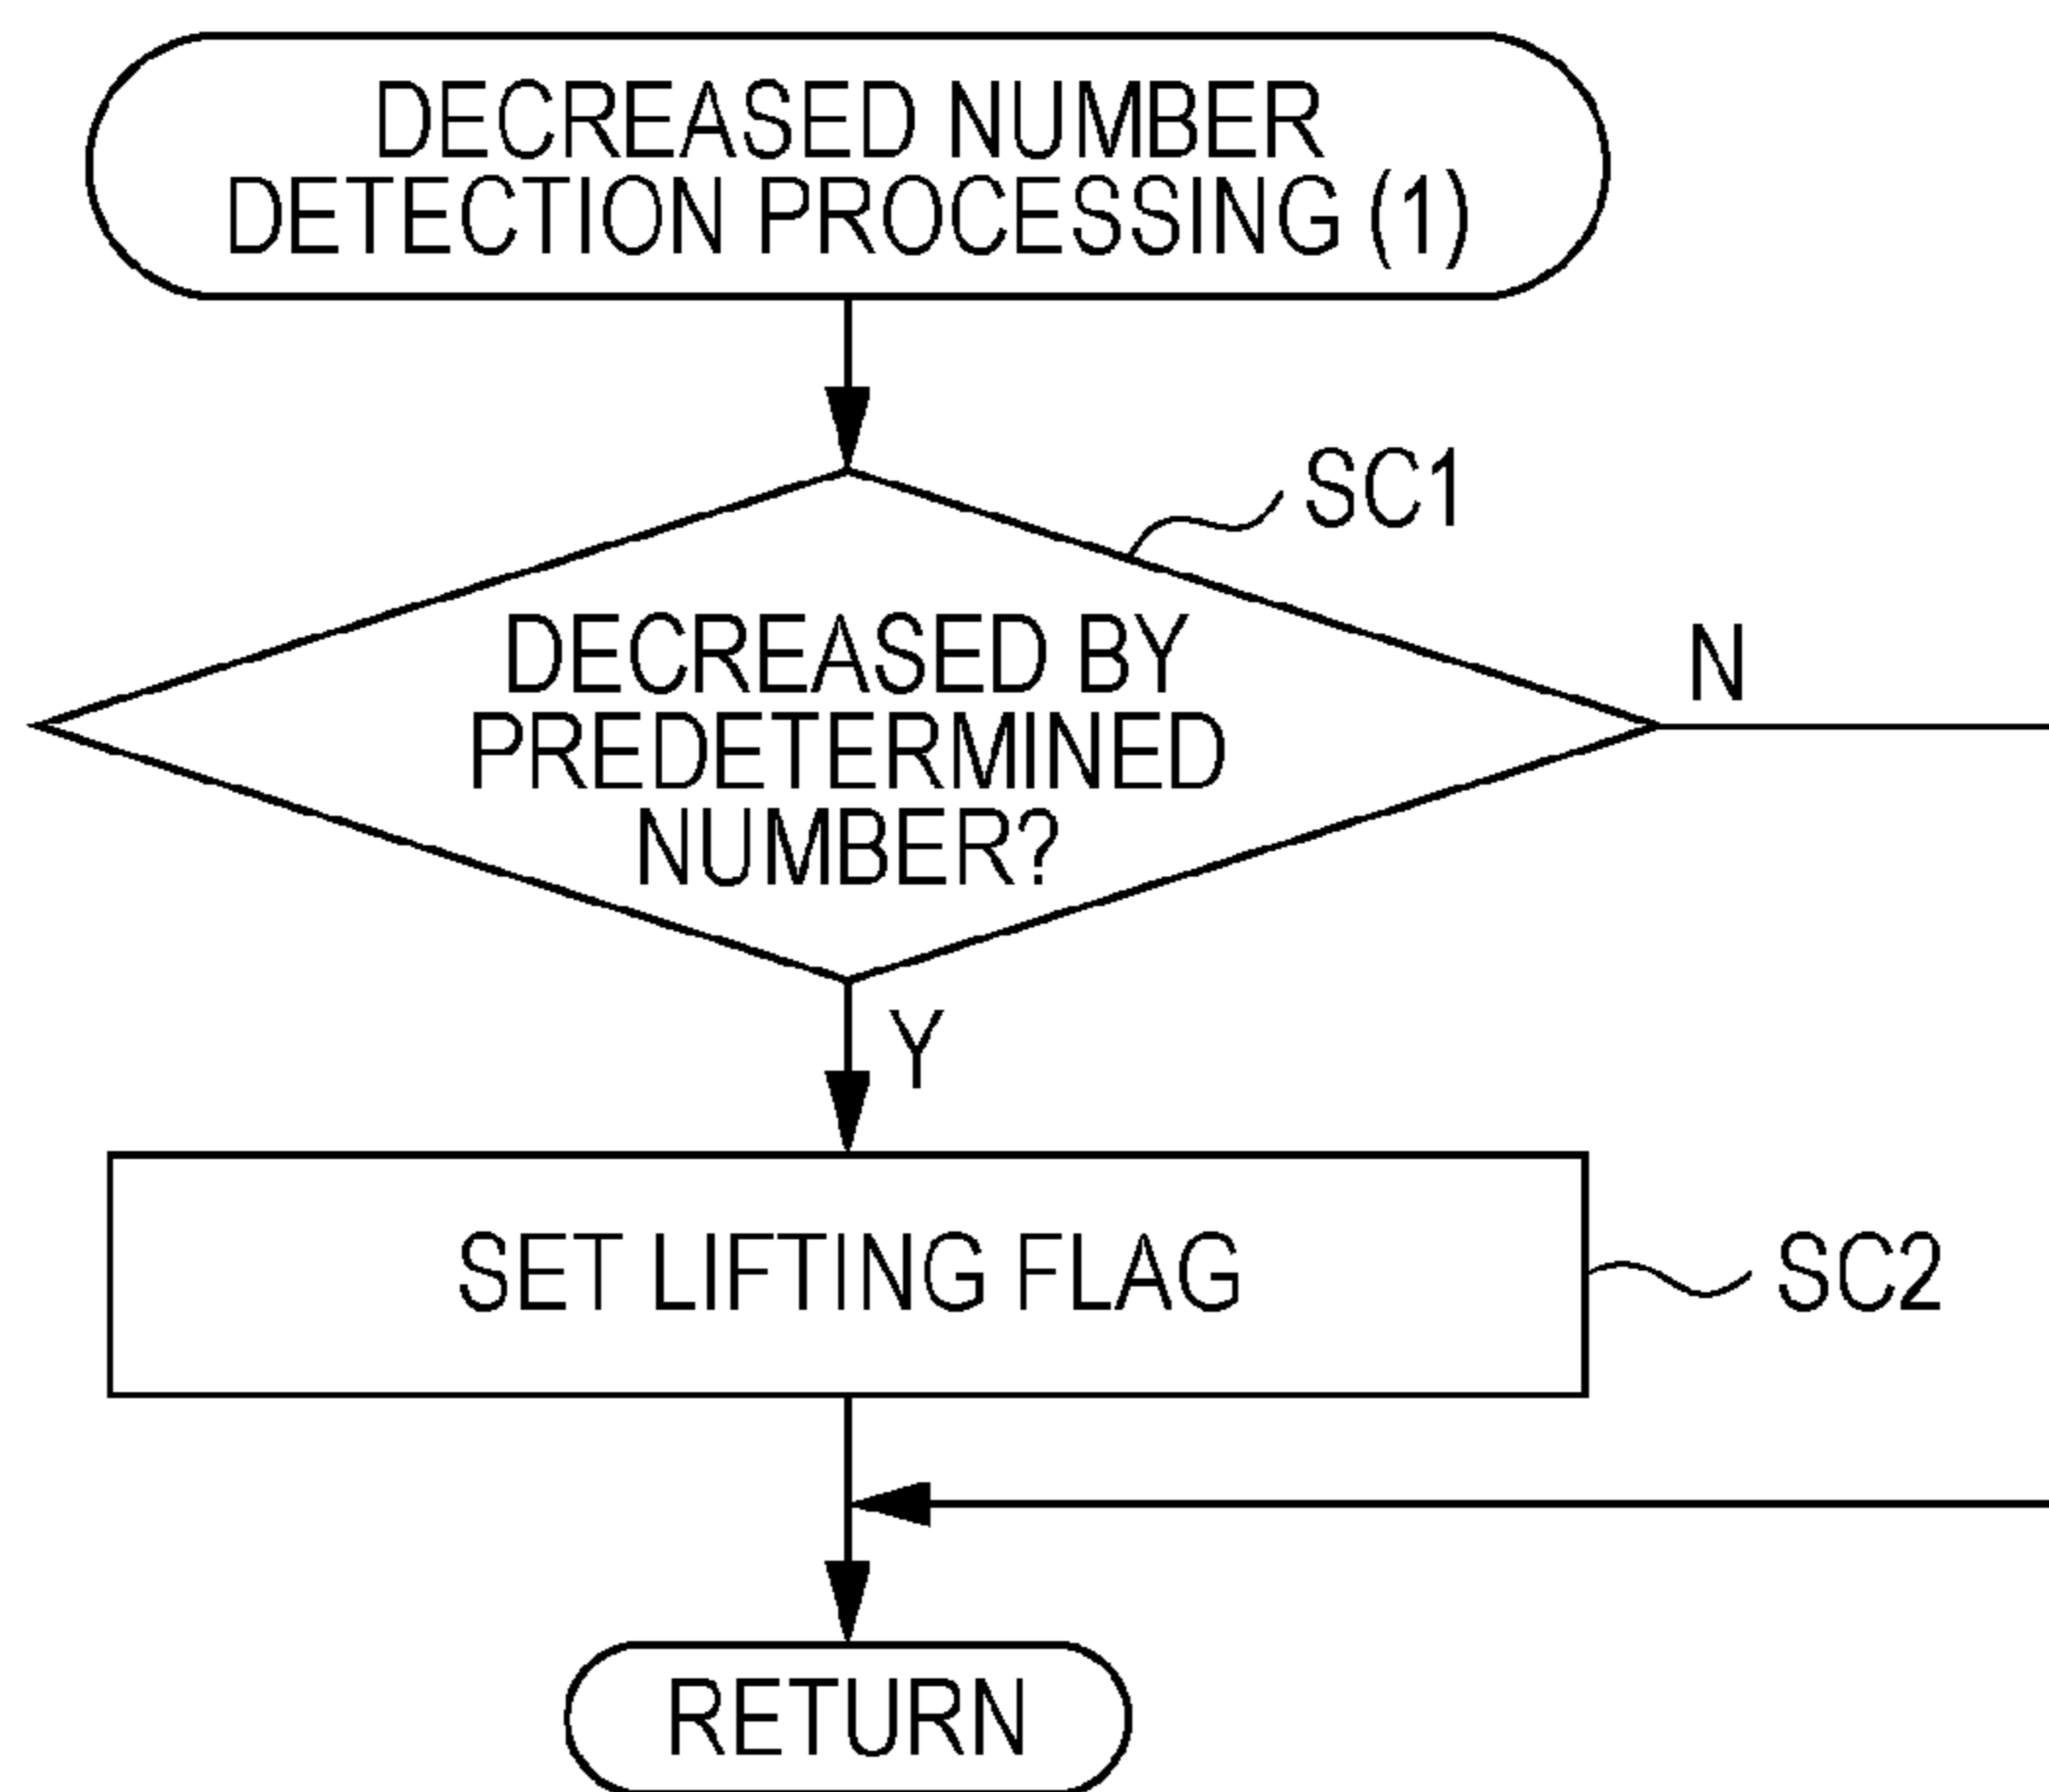 DECREASED NUMBER
DETECTION PROCESSING (1)
SC1
DECREASED BY
PREDETERMINED
NUMBER?
N
Y
SET LIFTING FLAG
SC2
RETURN